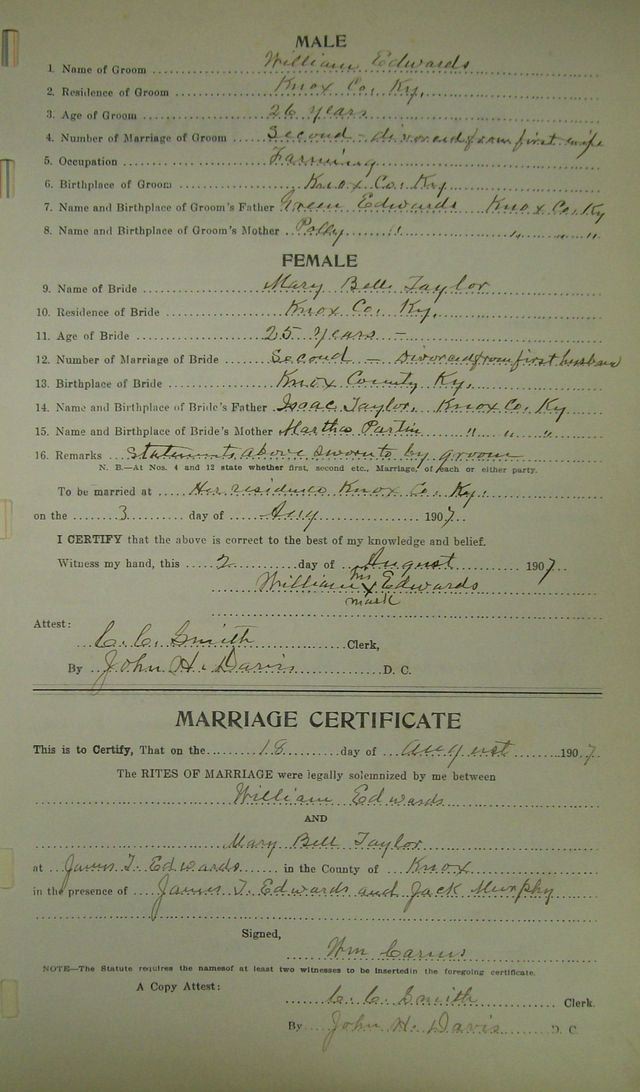 MALE
1. Name of Groom William Edwards
2. Residence of Groom Knox Co, Ky,
3. Age of Groom 26 years
4. Number of Marriage of Groom Second - divorced from first wife
5. Occupation Farming
6. Birthplace of Groom Knox Co, Ky
7. Name and Birthplace of Groom's Father Green Edwards Knox Co, Ky
8. Name and Birthplace of Groom's Mother Polly " " " "
FEMALE
9. Name of Bride Mary Bell Taylor
10. Residence of Bride Knox Co, Ky.
11. Age of Bride 25 years -
12. Number of Marriage of Bride Second - Divorced from first husban
13. Birthplace of Bride Knox County Ky.
14. Name and Birthplace of Bride's Father Isaac Taylor, Knox Co, Ky
15. Name and Birthplace of Bride's Mother Martha Partin " " "
16. Remarks Statements above sworn to by groom
N. B.—At Nos. 4 and 12 state whether first, second etc., Marriage, of each or either party.
To be married at Her residence Knox Co, Ky.
on the 3 day of Aug 1907
I CERTIFY that the above is correct to the best of my knowledge and belief.
Witness my hand, this 2 day of August 1907
his
William X Edwards
mark
Attest:
C. C. Smith Clerk,
By John H. Davis D. C.
MARRIAGE CERTIFICATE
This is to Certify, That on the 18 day of August 1907
The RITES OF MARRIAGE were legally solemnized by me between
William Edwards
AND
Mary Bell Taylor
at James T. Edwards in the County of Knox
in the presence of James T. Edwards and Jack Murphy
Signed,
Wm
NOTE—The Statute requires the namesof at least two witnesses to be insertedin the foregoing certificate.
A Copy Attest:
C. C. Smith Clerk.
By John H. Davis D. C